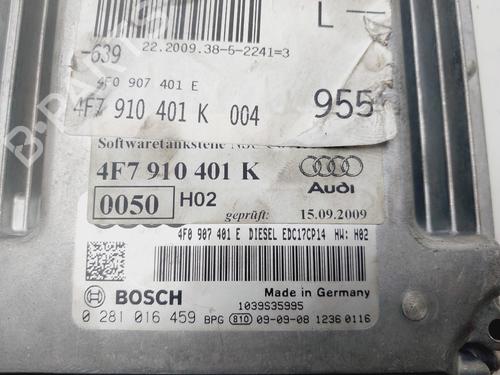 L -
-639
22.2009.38-5-2241=3
4F0 907 401 E
4F7 910 401 K 004
955
Softwaretankstelle
4F7 910 401 K
Audi
0050 H02
geprüft: 15.09.2009
4F0 907 401 E DIESEL EDC17CP14 HW: H02
BOSCH
Made in Germany
1039S35995
0 281 016 459 BPG 810 09-09-08 1236 0116